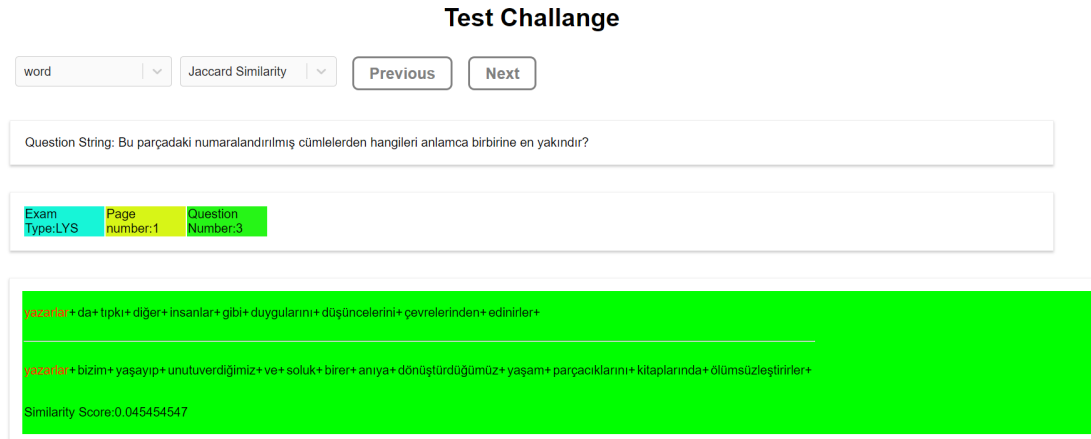 Test Challange
word
Jaccard Similarity
Previous
Next
Question String: Bu parçadaki numaralandırılmış cümlelerden hangileri anlamca birbirine en yakındır?
Exam Type:LYS
Page number:1
Question Number:3
yazarlar+ da+ tıpkı+ diğer+ insanlar+ gibi+ duygularını+ düşüncelerini+ çevrelerinden+ edinirler+
yazarlar+ bizim+ yaşayıp+ unutuverdiğimiz+ ve+ soluk+ birer+ anıya+ dönüştürdüğümüz+ yaşam+ parçacıklarını+ kitaplarında+ ölümsüzleştirirler+
Similarity Score:0.045454547